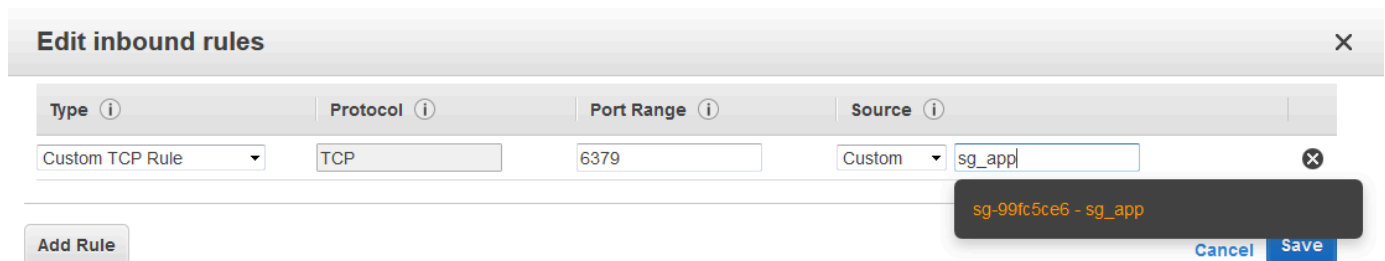 Edit inbound rules
Type i Protocol i Port Range i Source i
Custom TCP Rule TCP 6379 Custom sg_app
sg-99fc5ce6 - sg_app
Add Rule Cancel Save